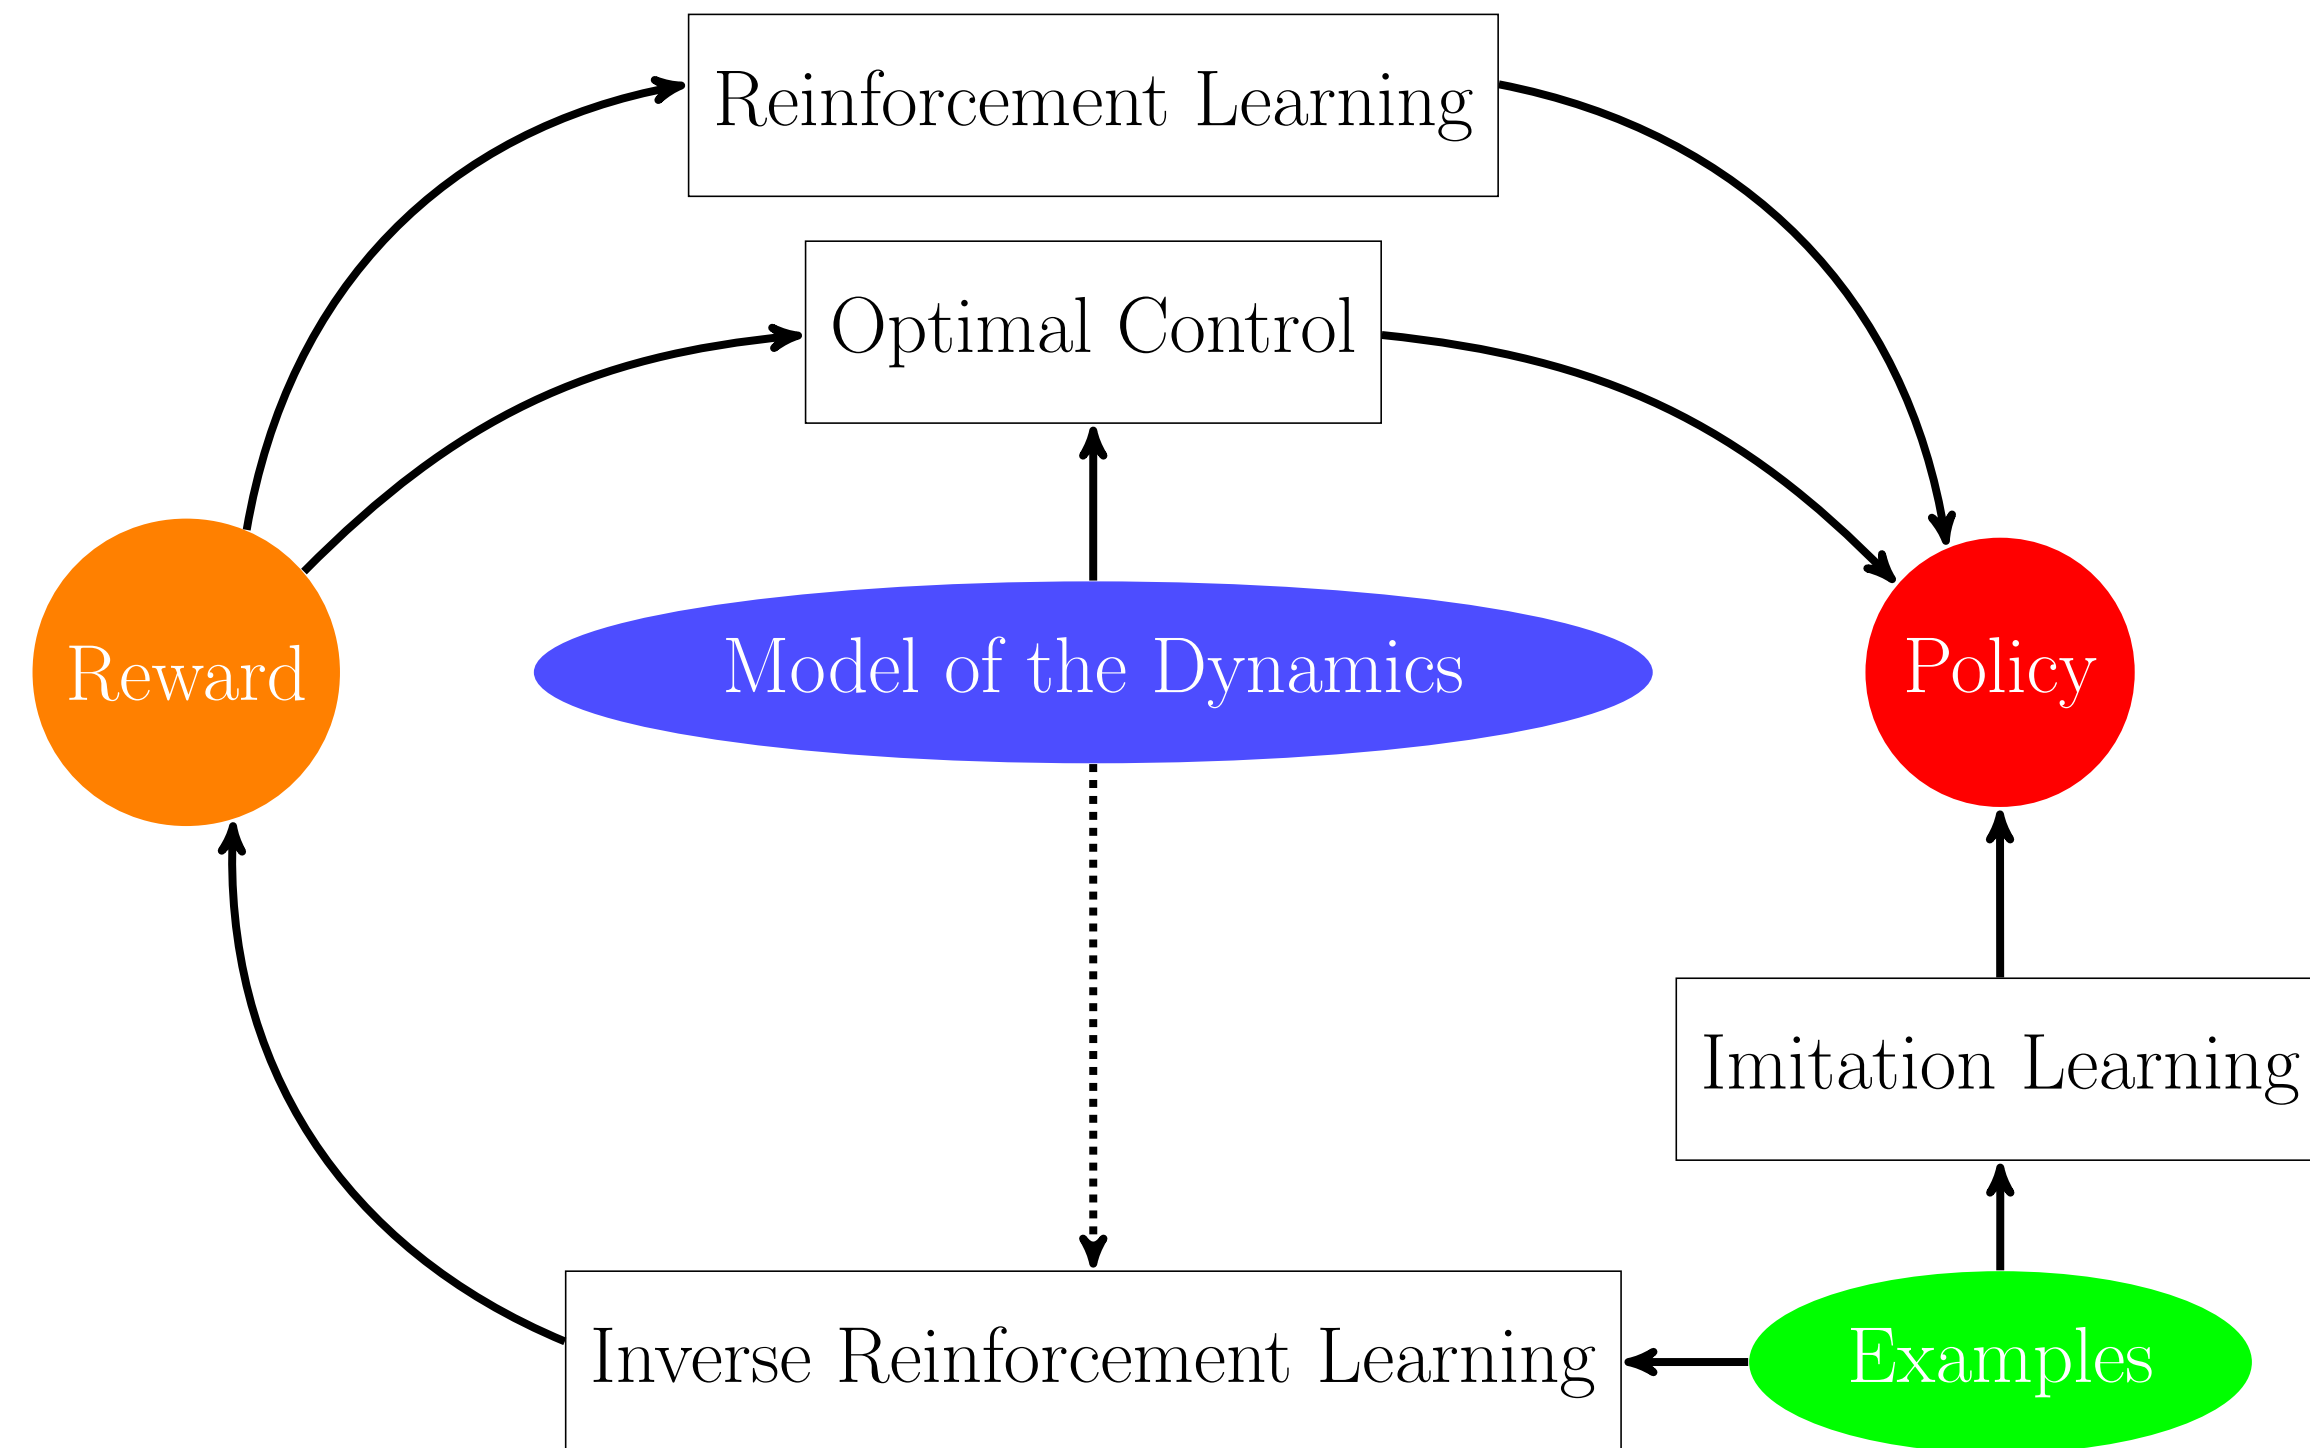 Reinforcement Learning
Optimal Control
Reward
Model of the Dynamics
Policy
Imitation Learning
Inverse Reinforcement Learning
Examples